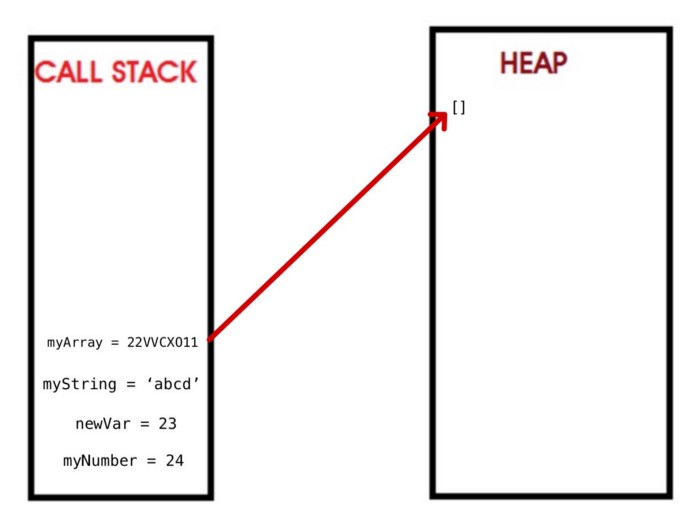 CALL STACK
myArray = 22VVCX011
myString = ‘abcd’
newVar = 23
myNumber = 24
HEAP
[]